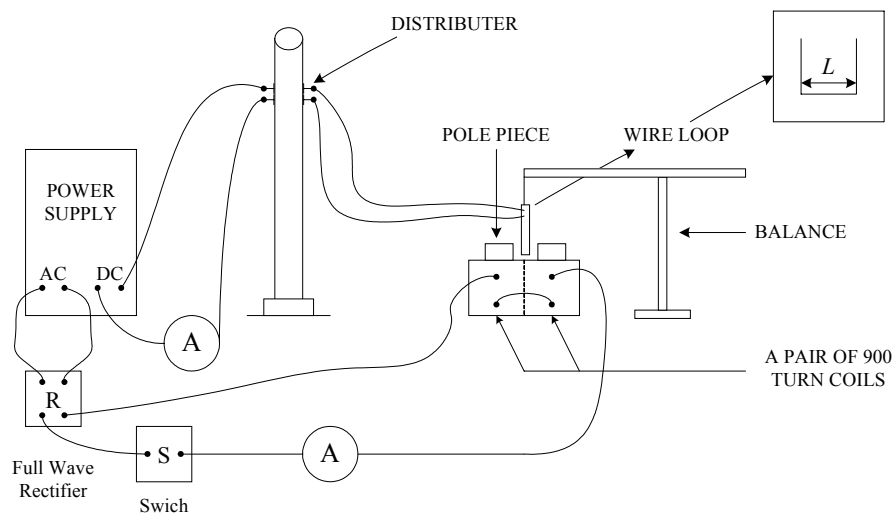 DISTRIBUTER
L
POLE PIECE
WIRE LOOP
POWER
SUPPLY
BALANCE
AC
DC
A
A PAIR OF 900
TURN COILS
R
A
S
Full Wave
Rectifier
Swich